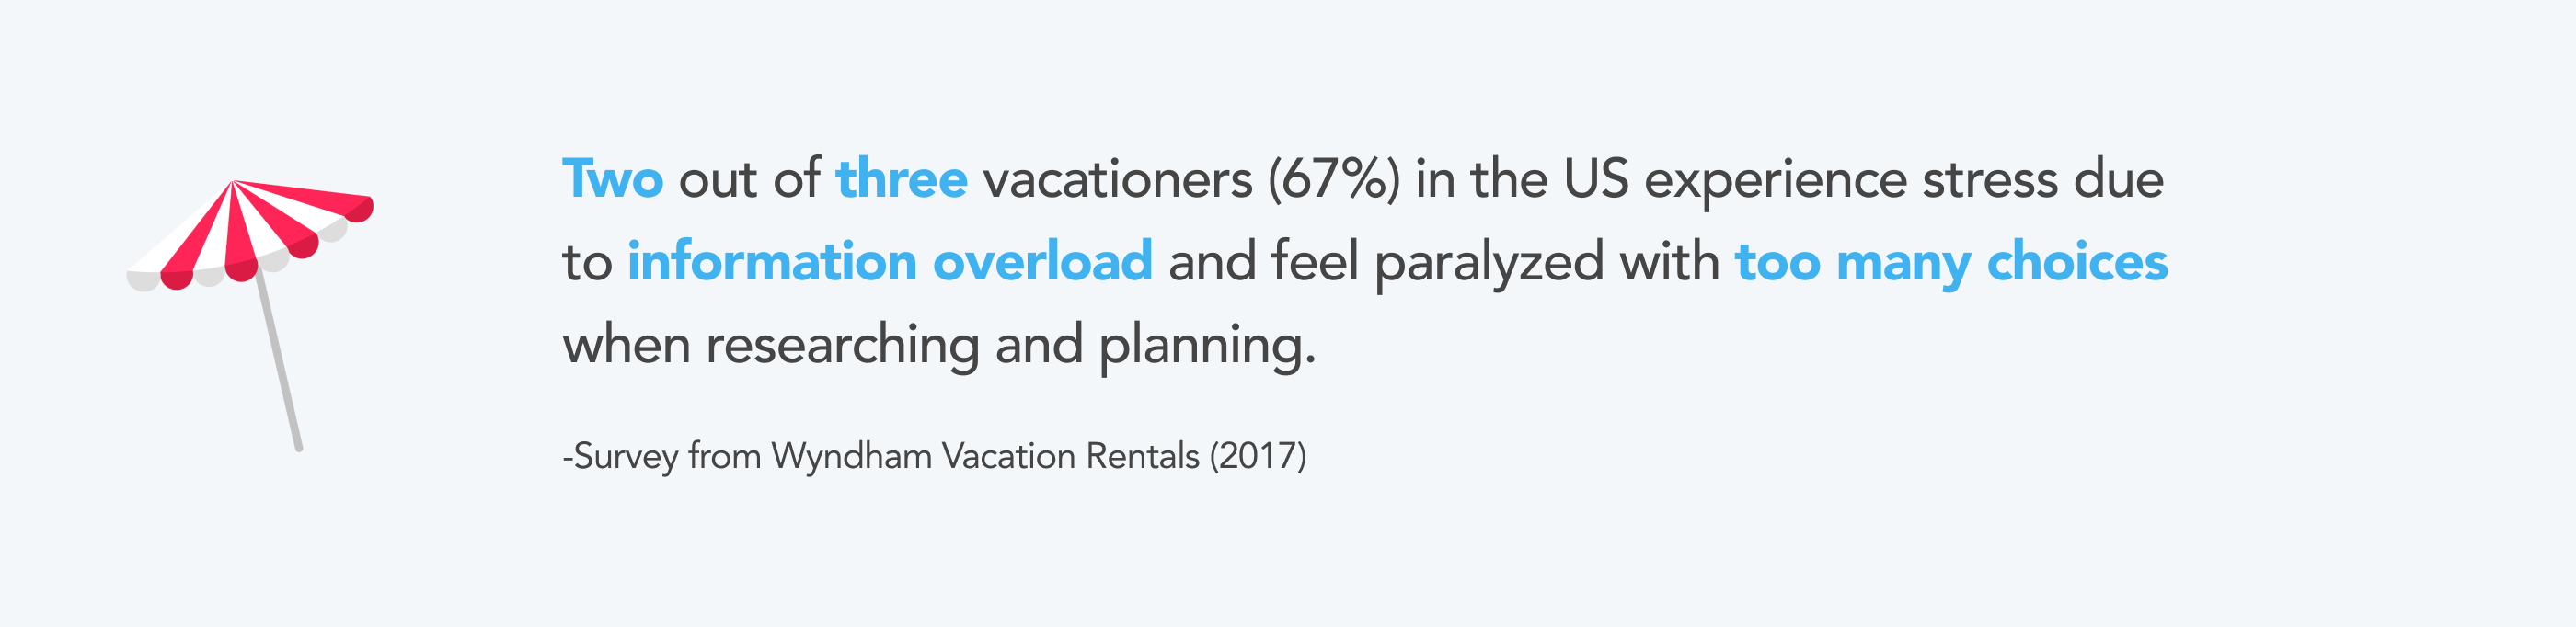 Two out of three vacationers (67%) in the US experience stress due
to information overload and feel paralyzed with too many choices
when researching and planning.
-Survey from Wyndham Vacation Rentals (2017)